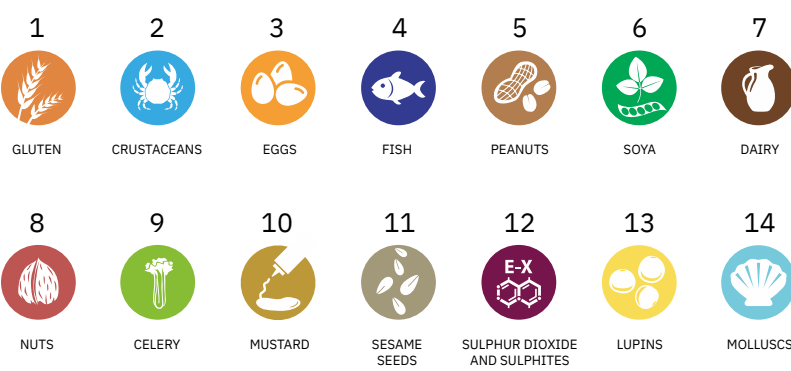 1 2 3 4 5 6 7
GLUTEN CRUSTACEANS EGGS FISH PEANUTS SOYA DAIRY
8 9 10 11 12 13 14
E-X
NUTS CELERY MUSTARD SESAME SULPHUR DIOXIDE LUPINS MOLLUSCS
SEEDS AND SULPHITES